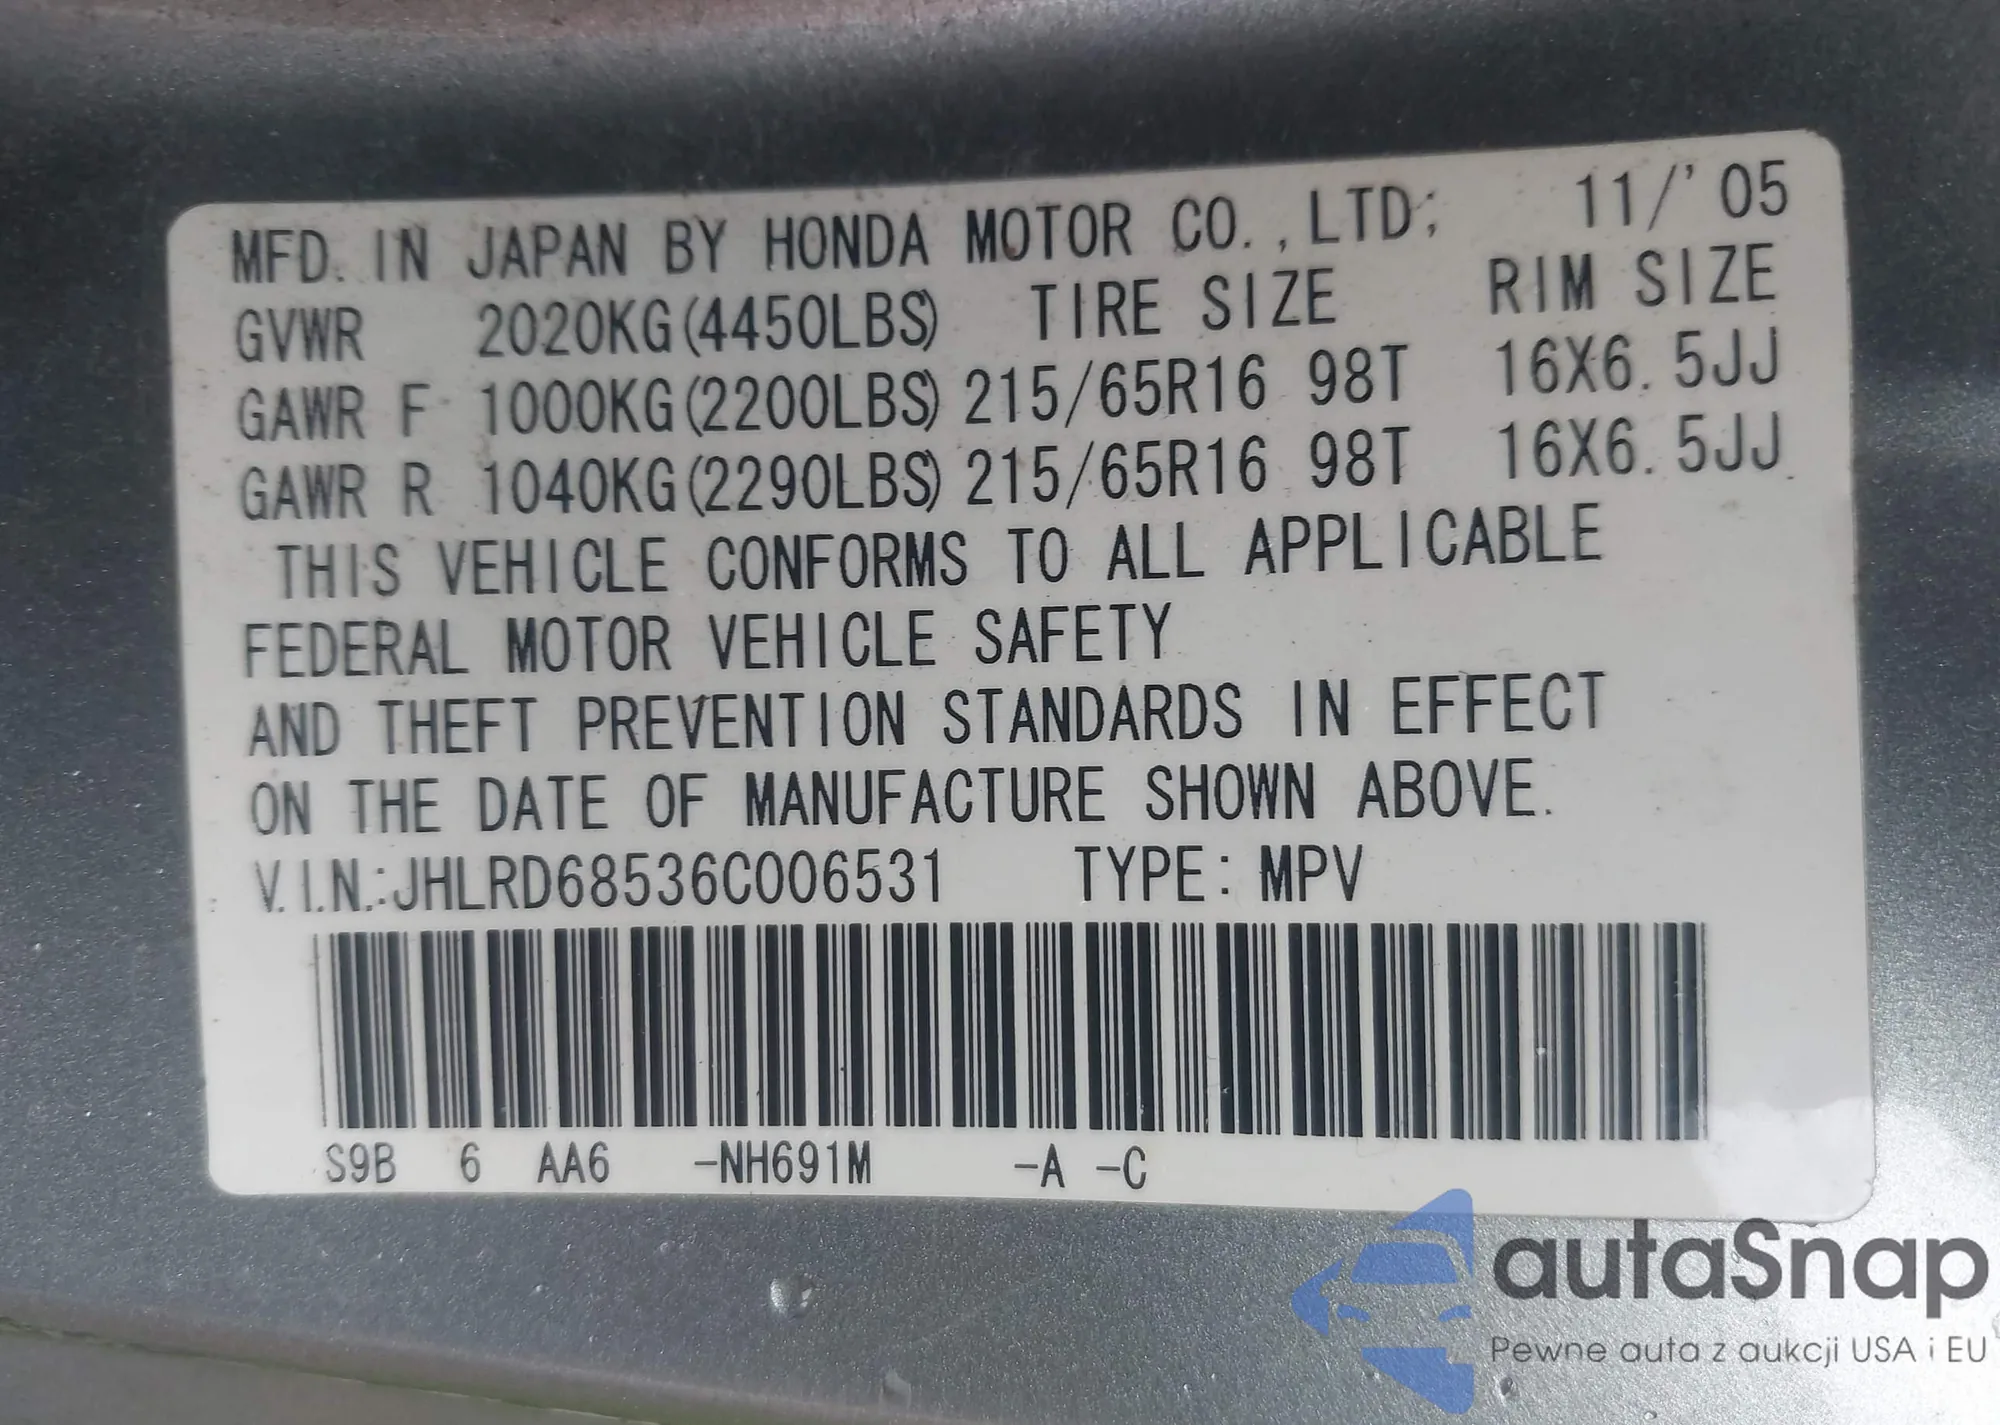 MFD. IN JAPAN BY HONDA MOTOR CO.,LTD; 11/'05
GVWR 2020KG(4450LBS) TIRE SIZE RIM SIZE
GAWR F 1000KG(2200LBS) 215/65R16 98T 16X6.5JJ
GAWR R 1040KG(2290LBS) 215/65R16 98T 16X6.5JJ
THIS VEHICLE CONFORMS TO ALL APPLICABLE
FEDERAL MOTOR VEHICLE SAFETY
AND THEFT PREVENTION STANDARDS IN EFFECT
ON THE DATE OF MANUFACTURE SHOWN ABOVE.
V.I.N.:JHLRD68536C006531 TYPE: MPV
S9B 6 AA6 -NH691M -A -C
autaSnap
Pewne auta z aukcji USA i EU